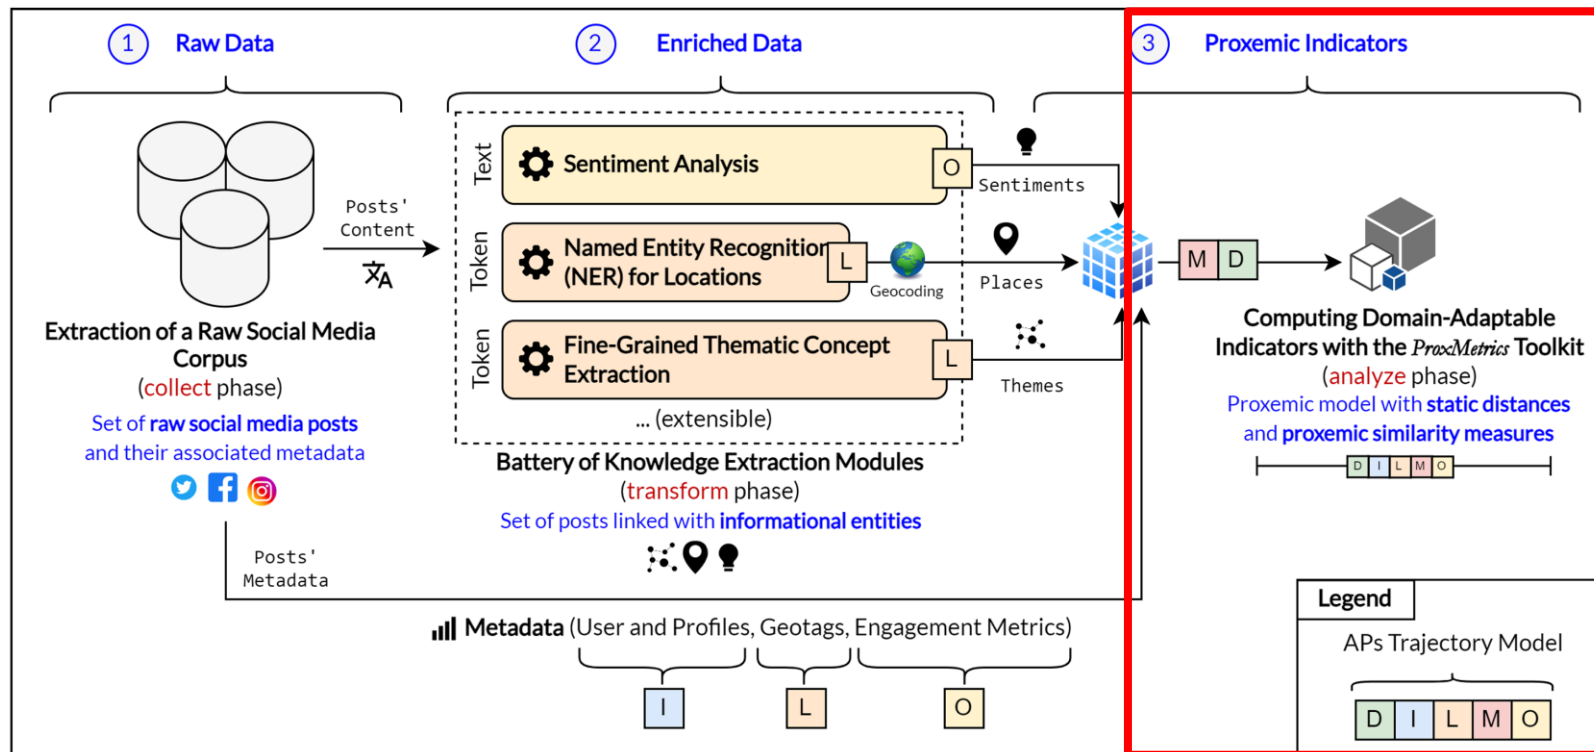 1 Raw Data
2 Enriched Data
3 Proxemic Indicators
Posts'
Content
Extraction of a Raw Social Media
Corpus
(collect phase)
Set of raw social media posts
and their associated metadata
Posts'
Metadata
Text
Sentiment Analysis
O
Sentiments
Token
Named Entity Recognition
(NER) for Locations
L
Geocoding
Places
Token
Fine-Grained Thematic Concept
Extraction
L
Themes
... (extensible)
Battery of Knowledge Extraction Modules
(transform phase)
Set of posts linked with informational entities
Metadata (User and Profiles, Geotags, Engagement Metrics)
I L O
M D
Computing Domain-Adaptable
Indicators with the ProxMetrics Toolkit
(analyze phase)
Proxemic model with static distances
and proxemic similarity measures
D I L M O
Legend
APs Trajectory Model
D I L M O